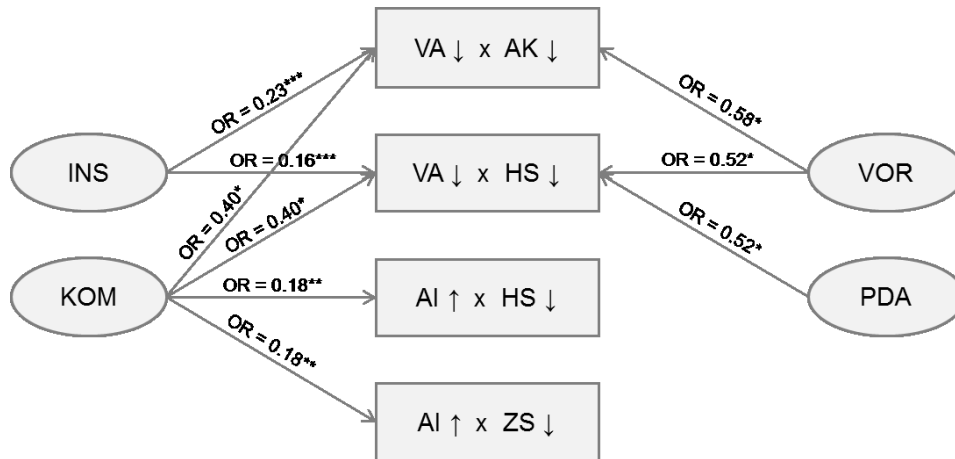 VA ↓ x AK ↓
OR = 0.23***
OR = 0.58*
INS
OR = 0.16***
VA ↓ x HS ↓
OR = 0.52*
VOR
OR = 0.40*
OR = 0.40*
OR = 0.52*
KOM
OR = 0.18**
AI ↑ x HS ↓
PDA
OR = 0.18**
AI ↑ x ZS ↓